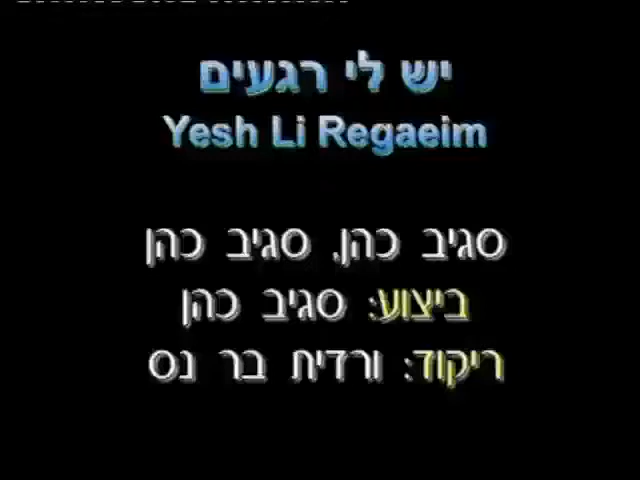 יש לי רגעים
Yesh Li Regaeim
סגיב כהן, סגיב כהן
ביצוע: סגיב כהן
ריקוד: ורדית בר נס